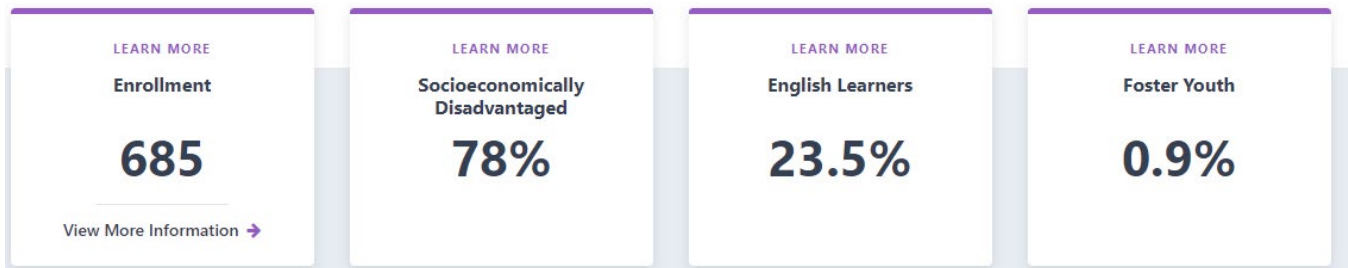 LEARN MORE
Enrollment
685
View More Information
LEARN MORE
Socioeconomically
Disadvantaged
78%
LEARN MORE
English Learners
23.5%
LEARN MORE
Foster Youth
0.9%